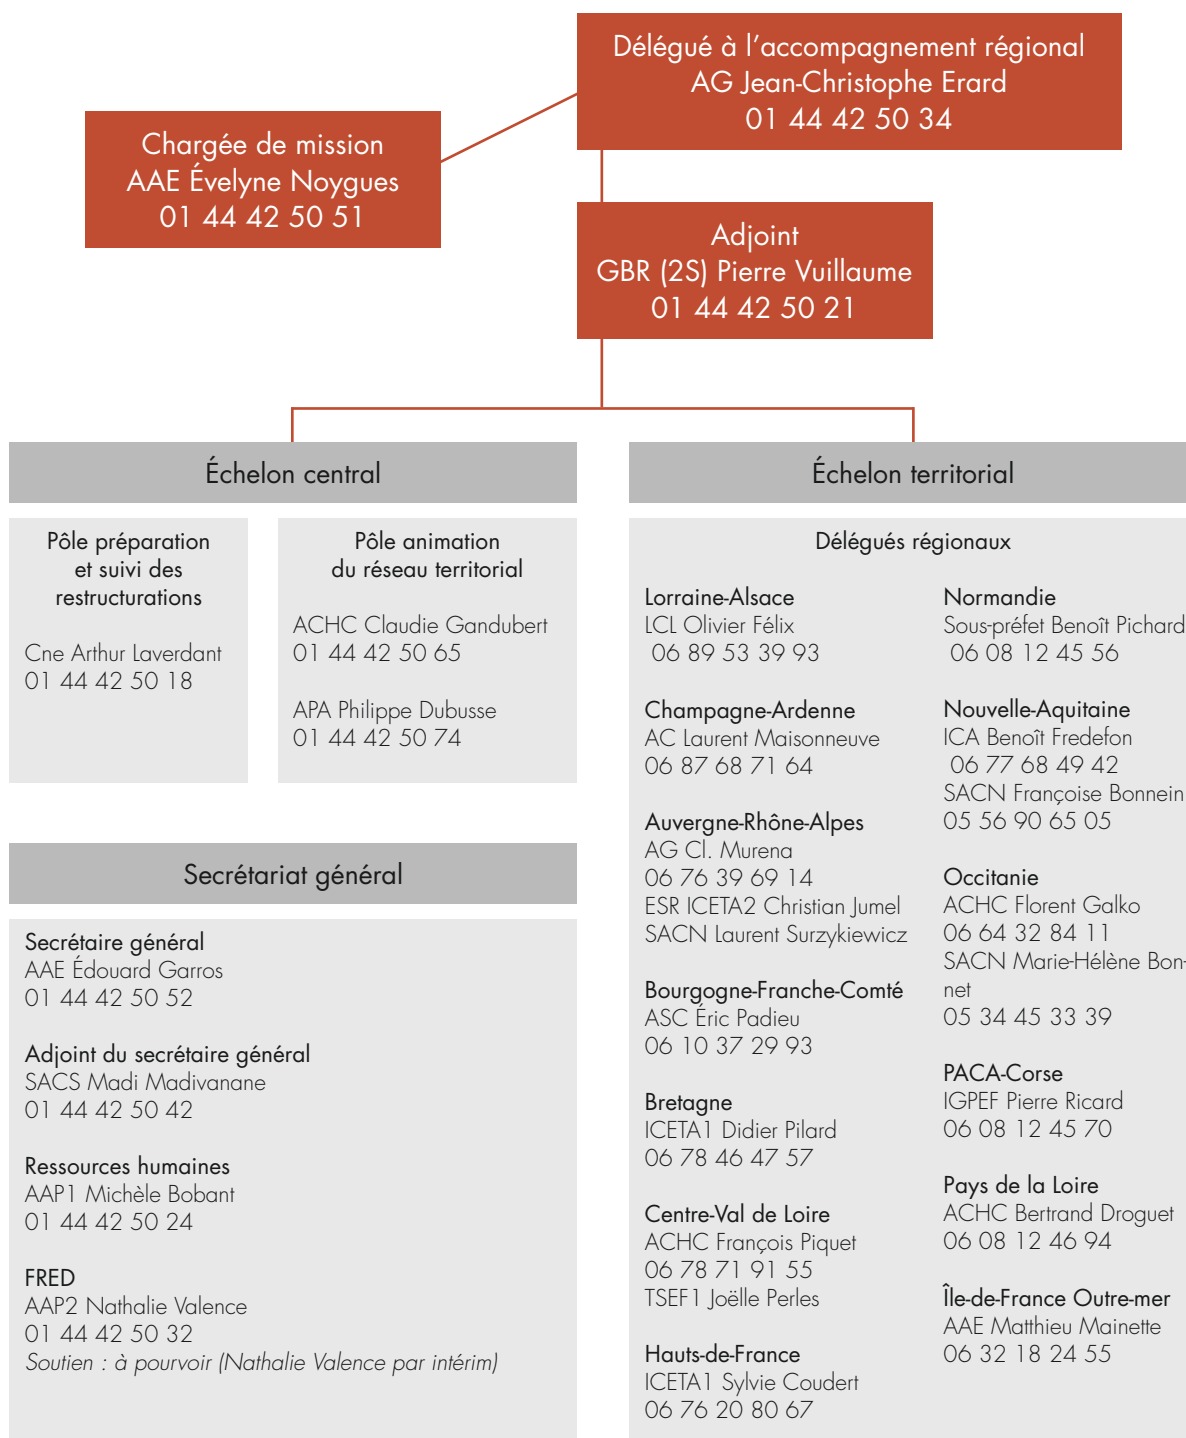 Délégué à l'accompagnement régional
AG Jean-Christophe Erard
01 44 42 50 34
Chargée de mission
AAE Évelyne Noygues
01 44 42 50 51
Adjoint
GBR (2S) Pierre Vuillaume
01 44 42 50 21
Échelon central
Pôle préparation
et suivi des
restructurations
Cne Arthur Laverdant
01 44 42 50 18
Pôle animation
du réseau territorial
ACHC Claudie Gandubert
01 44 42 50 65
APA Philippe Dubusse
01 44 42 50 74
Secrétariat général
Secrétaire général
AAE Édouard Garros
01 44 42 50 52
Adjoint du secrétaire général
SACS Madi Madivanane
01 44 42 50 42
Ressources humaines
AAP1 Michèle Bobant
01 44 42 50 24
FRED
AAP2 Nathalie Valence
01 44 42 50 32
Soutien : à pourvoir (Nathalie Valence par intérim)
Échelon territorial
Délégués régionaux
Lorraine-Alsace
LCL Olivier Félix
06 89 53 39 93
Champagne-Ardenne
AC Laurent Maisonneuve
06 87 68 71 64
Auvergne-Rhône-Alpes
AG Cl. Murena
06 76 39 69 14
ESR ICETA2 Christian Jumel
SACN Laurent Surzykiewicz
Bourgogne-Franche-Comté
ASC Éric Padieu
06 10 37 29 93
Bretagne
ICETA1 Didier Pilard
06 78 46 47 57
Centre-Val de Loire
ACHC François Piquet
06 78 71 91 55
TSEF1 Joëlle Perles
Hauts-de-France
ICETA1 Sylvie Coudert
06 76 20 80 67
Normandie
Sous-préfet Benoît Pichard
06 08 12 45 56
Nouvelle-Aquitaine
ICA Benoît Fredefon
06 77 68 49 42
SACN Françoise Bonnein
05 56 90 65 05
Occitanie
ACHC Florent Galko
06 64 32 84 11
SACN Marie-Hélène Bon-
net
05 34 45 33 39
PACA-Corse
IGPEF Pierre Ricard
06 08 12 45 70
Pays de la Loire
ACHC Bertrand Droguet
06 08 12 46 94
Île-de-France Outre-mer
AAE Matthieu Mainette
06 32 18 24 55